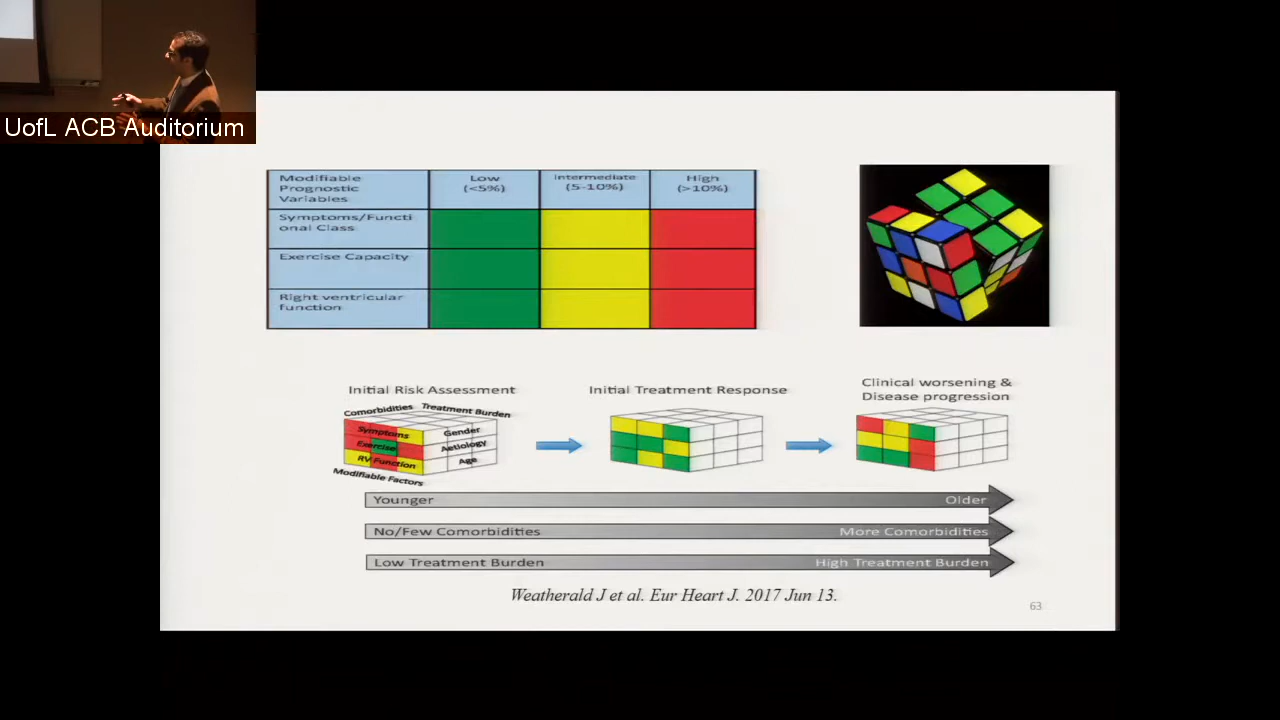 UofL ACB Auditorium
Modifiable
Prognostic
Variables
Low
(<5%)
Intermediate
(5-10%)
High
(>10%)
Symptoms/Functi
onal Class
Exercise Capacity
Right ventricular
function
Initial Risk Assessment
Initial Treatment Response
Clinical worsening &
Disease progression
Comorbidities
Treatment Burden
Symptoms
Exercise
RV Function
Gender
Aetiology
Age
Modifiable Factors
Younger
Older
No/Few Comorbidities
More Comorbidities
Low Treatment Burden
High Treatment Burden
Weatherald J et al. Eur Heart J. 2017 Jun 13.
63